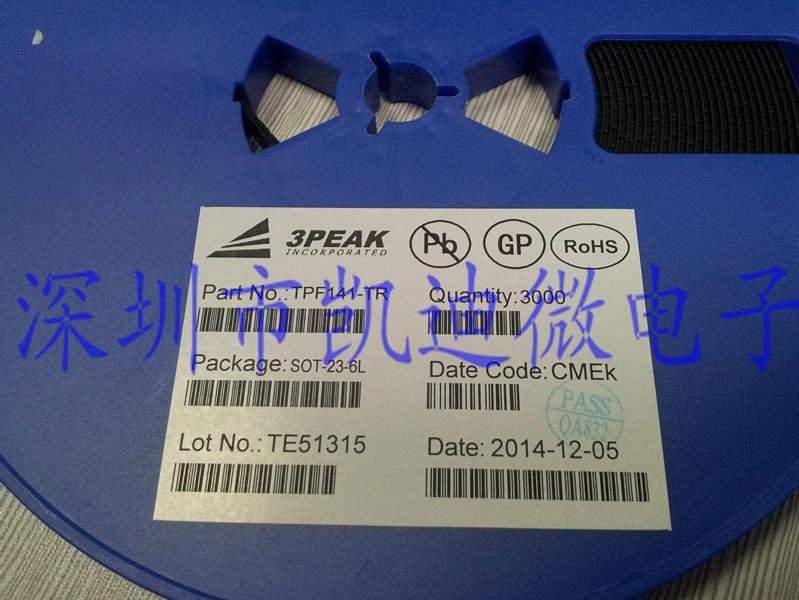 3PEAK
INCORPORATED
Pb
GP
RoHS
Part No.: TPF141-TR
Quantity: 3000
深圳市凯迪微电子
Package: SOT-23-6L
Date Code: CMEk
PASS
QA832
Lot No.: TE51315
Date: 2014-12-05